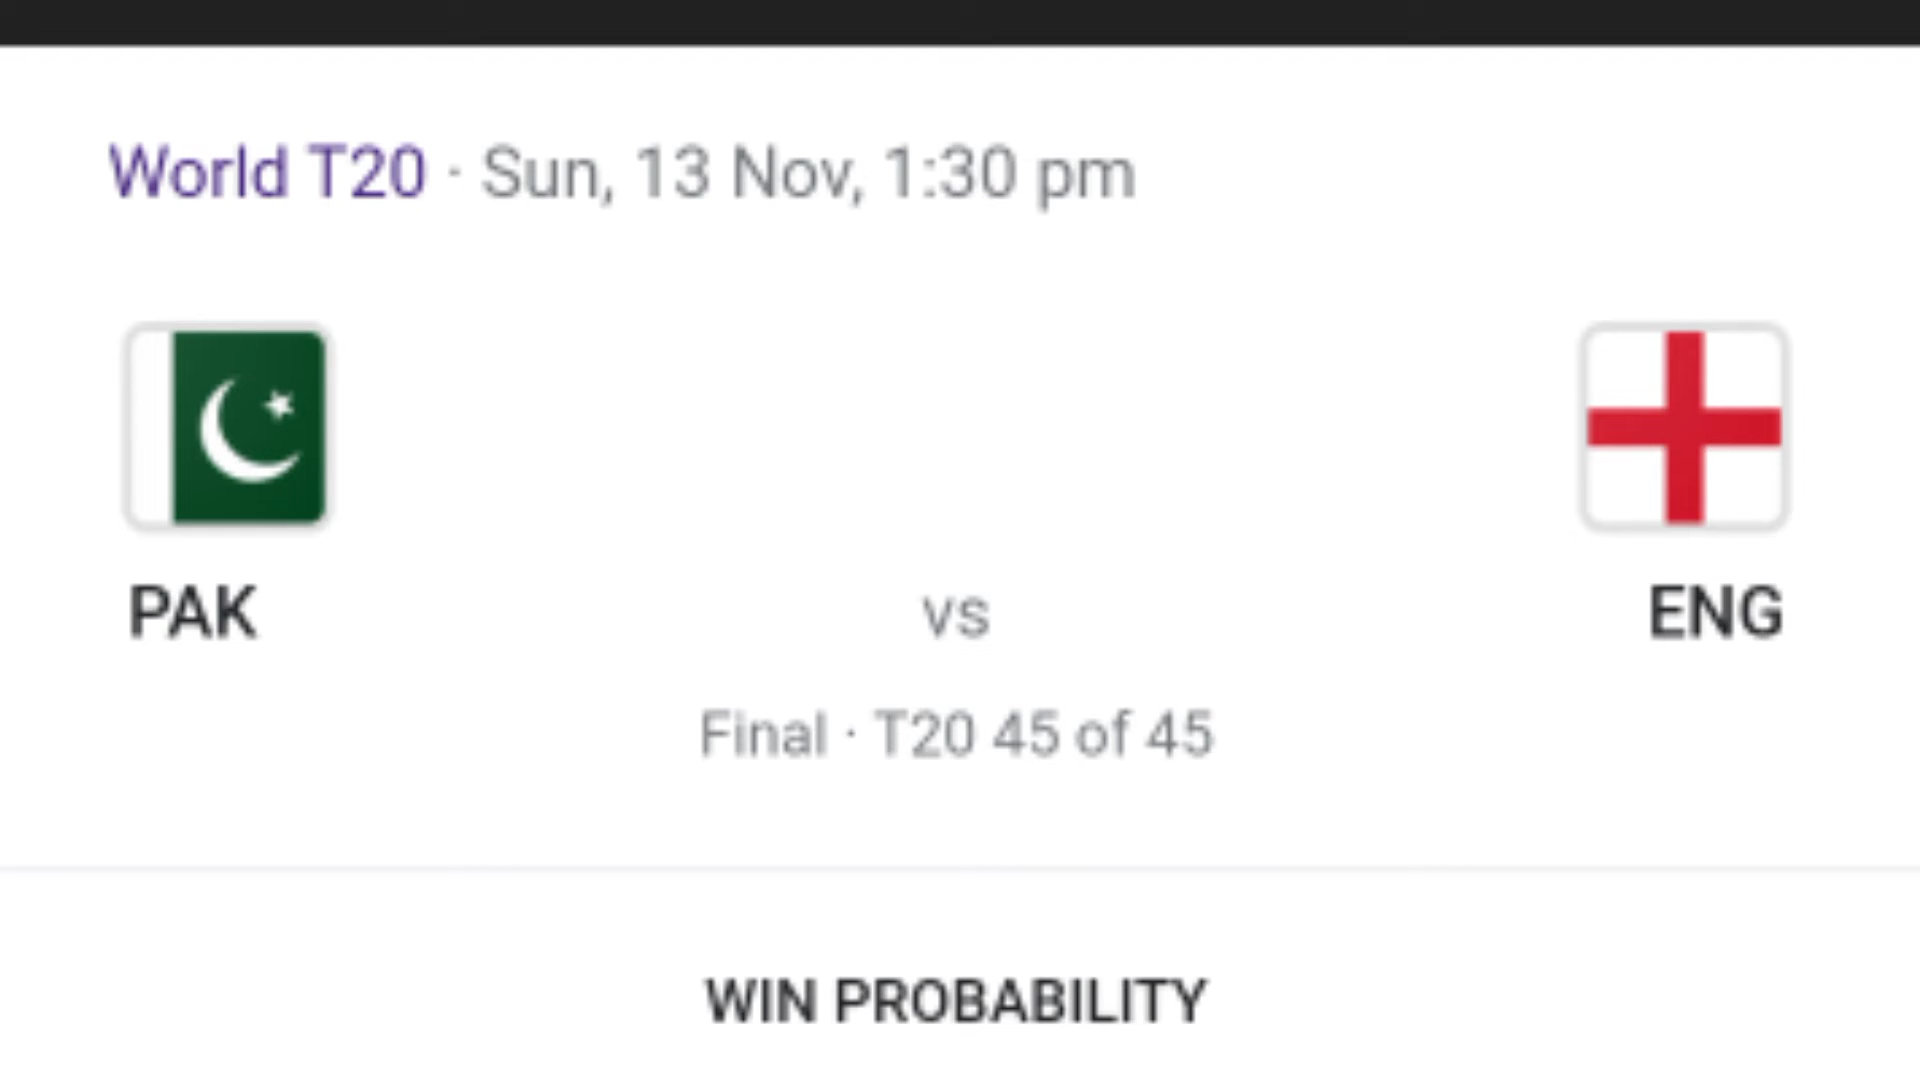 World T20 · Sun, 13 Nov, 1:30 pm
PAK vs ENG
Final · T20 45 of 45
WIN PROBABILITY